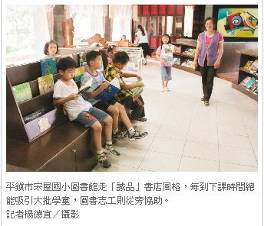 平鎮市宋屋國小圖書館走「誠品」書店風格，每到下課時間總
能吸引大批學童，圖書志工則從旁協助。
記者楊德宜／攝影